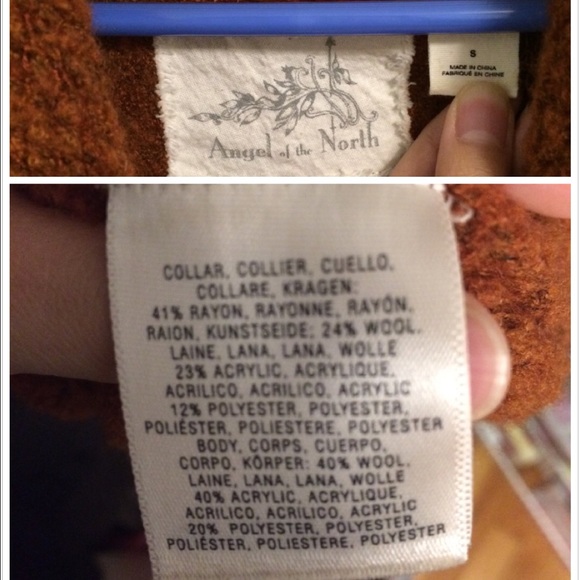 Angel of the North
S
MADE IN CHINA
FABRIQUÉ EN CHINE
COLLAR, COLLIER, CUELLO,
COLLARE, KRAGEN:
41% RAYON, RAYONNE, RAYÓN,
RAION, KUNSTSEIDE; 24% WOOL,
LAINE, LANA, LANA, WOLLE
23% ACRYLIC, ACRYLIQUE,
ACRILICO, ACRILICO, ACRYLIC
12% POLYESTER, POLYESTER,
POLIÉSTER, POLIESTERE, POLYESTER
BODY, CORPS, CUERPO,
CORPO, KÖRPER: 40% WOOL,
LAINE, LANA, LANA, WOLLE
40% ACRYLIC, ACRYLIQUE,
ACRILICO, ACRILICO, ACRYLIC
20% POLYESTER, POLYESTER,
POLIÉSTER, POLIESTERE, POLYESTER